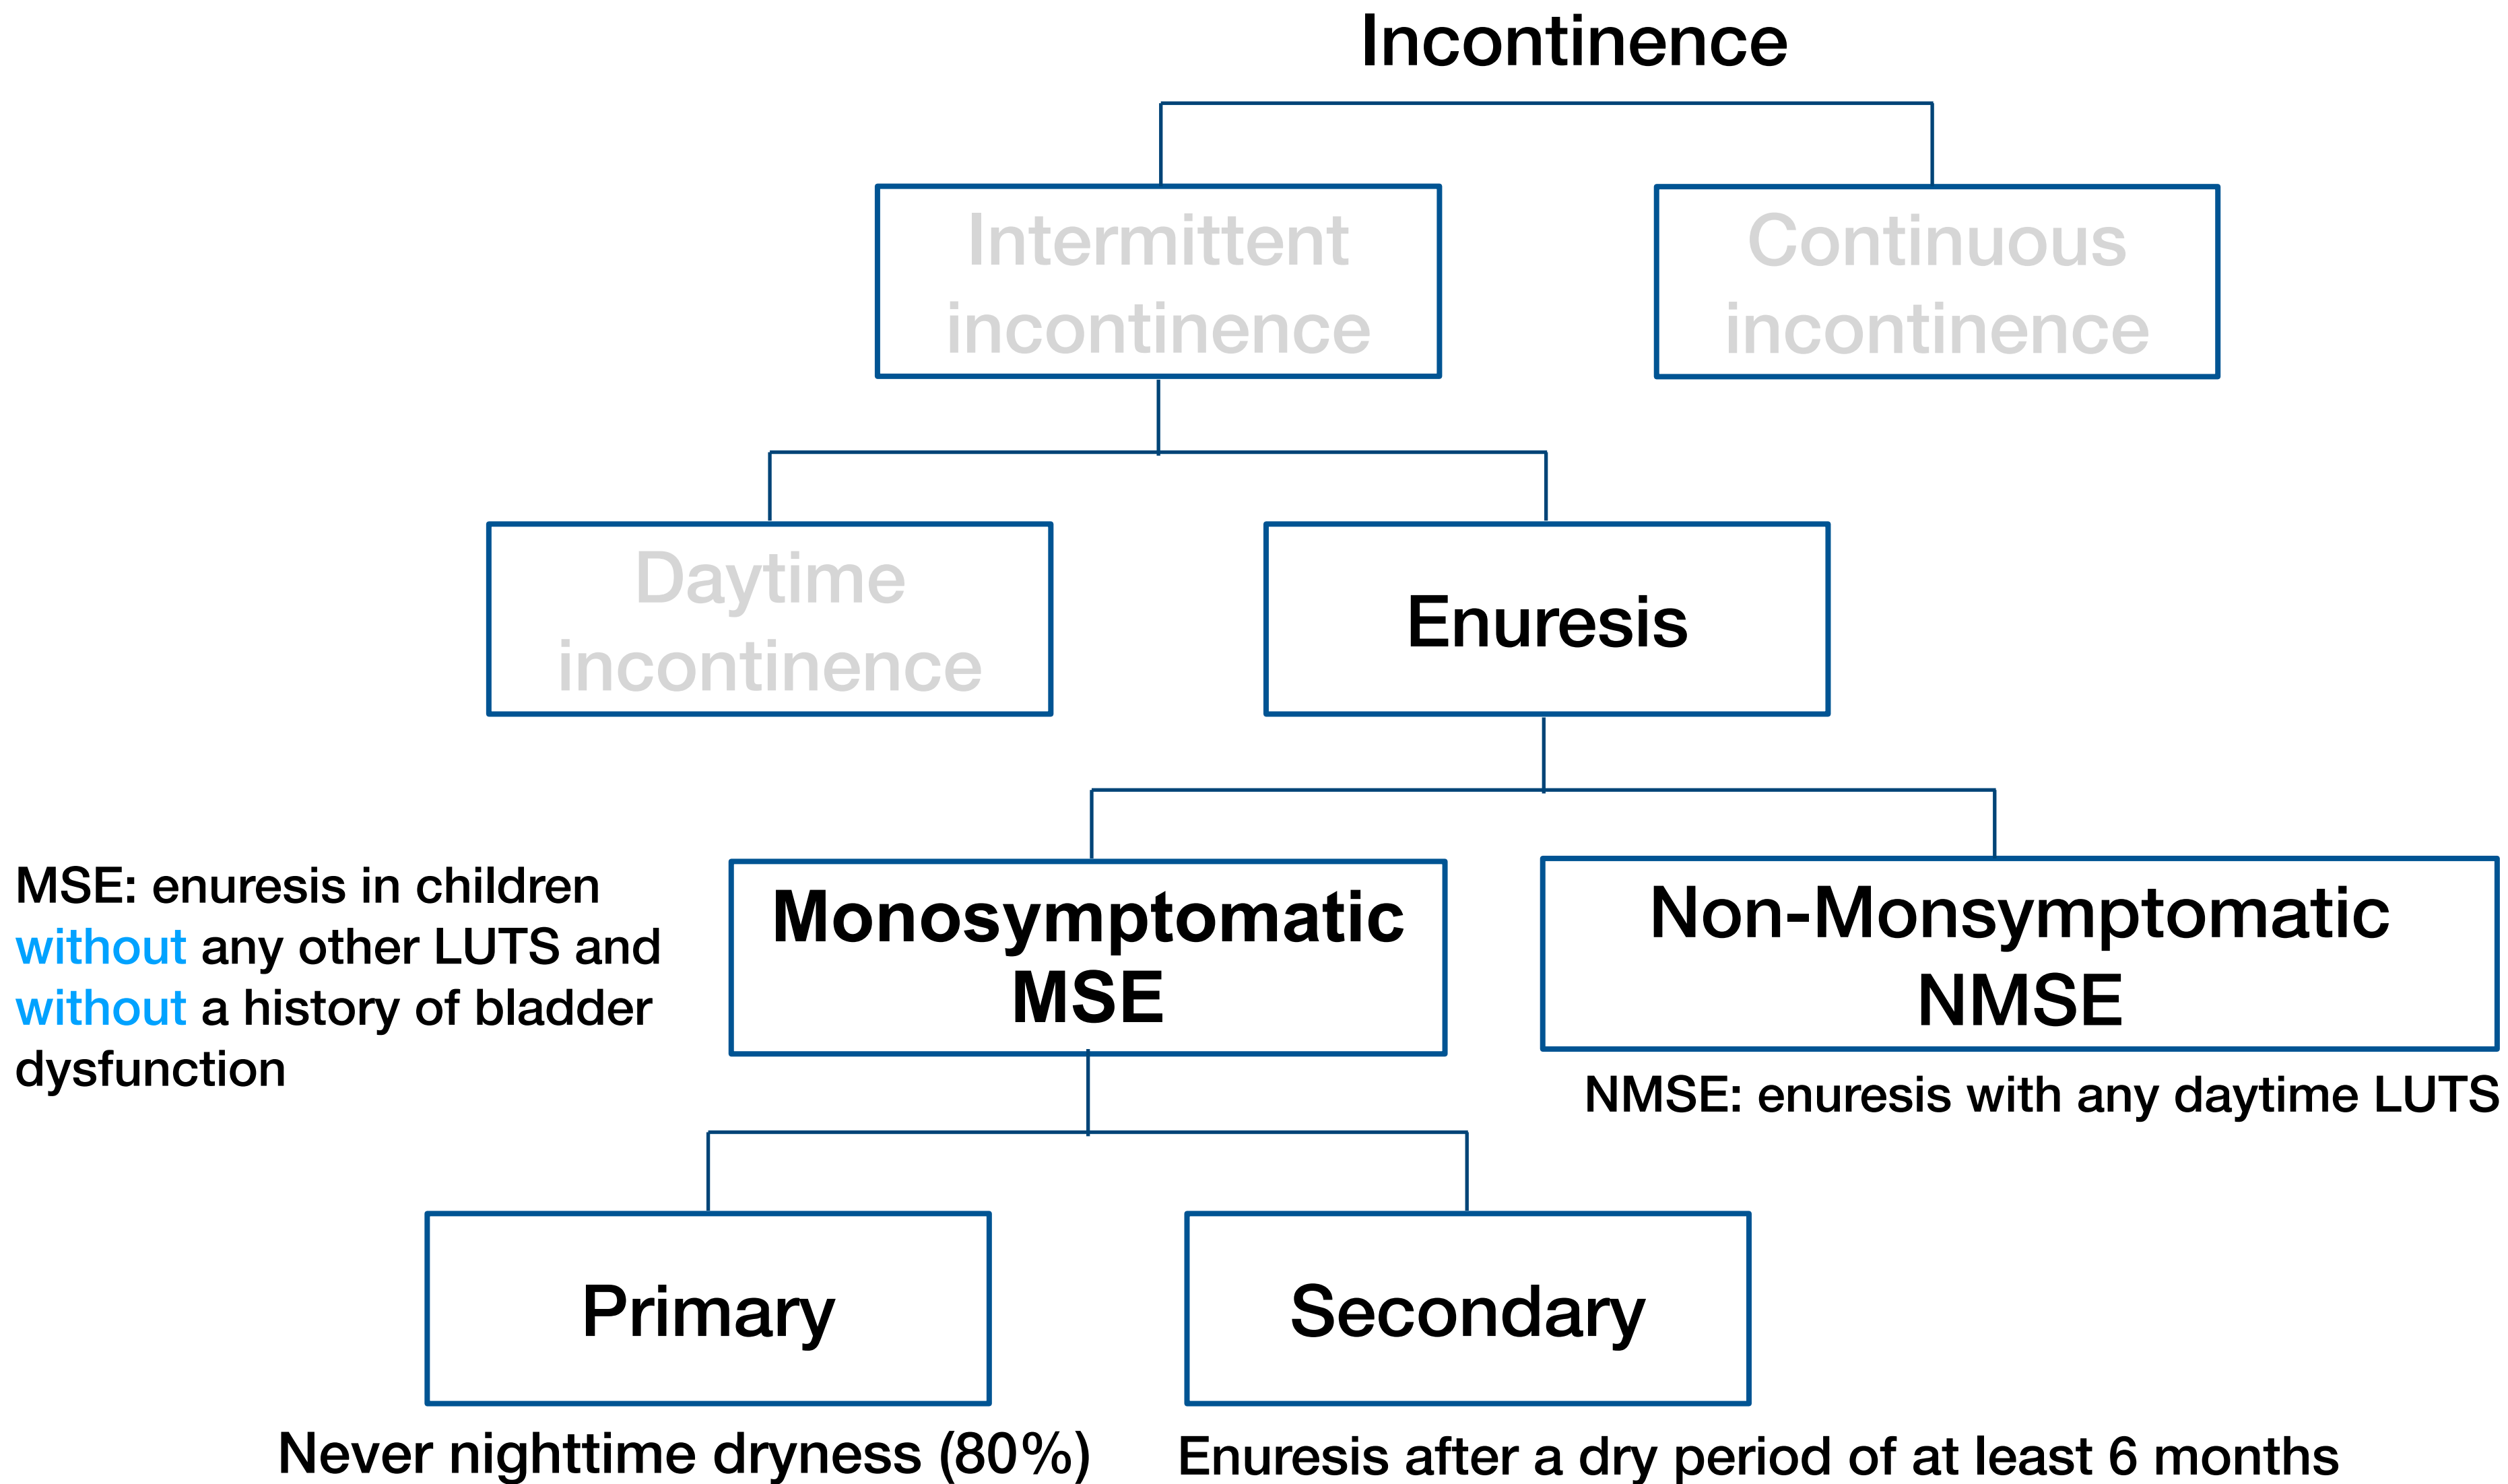 Incontinence
Intermittent
incontinence
Continuous
incontinence
Daytime
incontinence
Enuresis
MSE: enuresis in children
without any other LUTS and
without a history of bladder
dysfunction
Monosymptomatic
MSE
Non-Monsymptomatic
NMSE
NMSE: enuresis with any daytime LUTS
Primary
Secondary
Never nighttime dryness (80%)
Enuresis after a dry period of at least 6 months